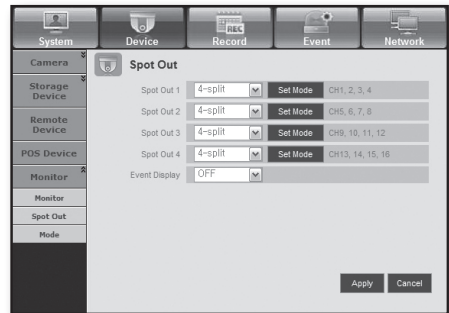 System Device Record Event Network
REC
Camera
Storage Device
Remote Device
POS Device
Monitor
Monitor
Spot Out
Mode
Spot Out
Spot Out 1 4-split Set Mode CH1, 2, 3, 4
Spot Out 2 4-split Set Mode CH5, 6, 7, 8
Spot Out 3 4-split Set Mode CH9, 10, 11, 12
Spot Out 4 4-split Set Mode CH13, 14, 15, 16
Event Display OFF
Apply Cancel